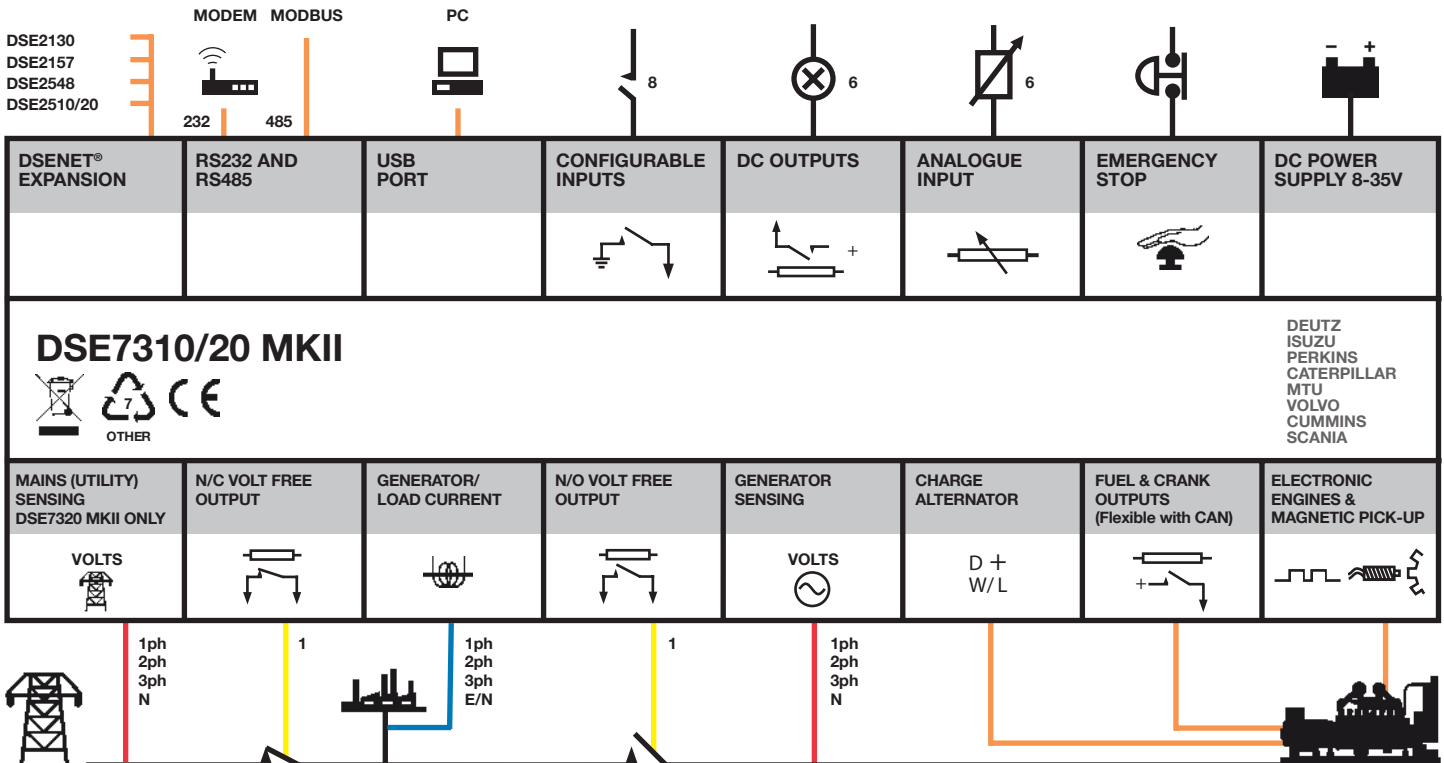 MODEM MODBUS PC
DSE2130
DSE2157
DSE2548
DSE2510/20
8
6
6
- +
232 485
DSENET® EXPANSION
RS232 AND RS485
USB PORT
CONFIGURABLE INPUTS
DC OUTPUTS
ANALOGUE INPUT
EMERGENCY STOP
DC POWER SUPPLY 8-35V
+
DSE7310/20 MKII
7
OTHER
CE
DEUTZ
ISUZU
PERKINS
CATERPILLAR
MTU
VOLVO
CUMMINS
SCANIA
MAINS (UTILITY)
SENSING
DSE7320 MKII ONLY
VOLTS
N/C VOLT FREE
OUTPUT
GENERATOR/
LOAD CURRENT
N/O VOLT FREE
OUTPUT
GENERATOR
SENSING
VOLTS
CHARGE
ALTERNATOR
D +
W/L
FUEL & CRANK
OUTPUTS
(Flexible with CAN)
+
ELECTRONIC
ENGINES &
MAGNETIC PICK-UP
1ph
2ph
3ph
N
1
1ph
2ph
3ph
E/N
1
1ph
2ph
3ph
N